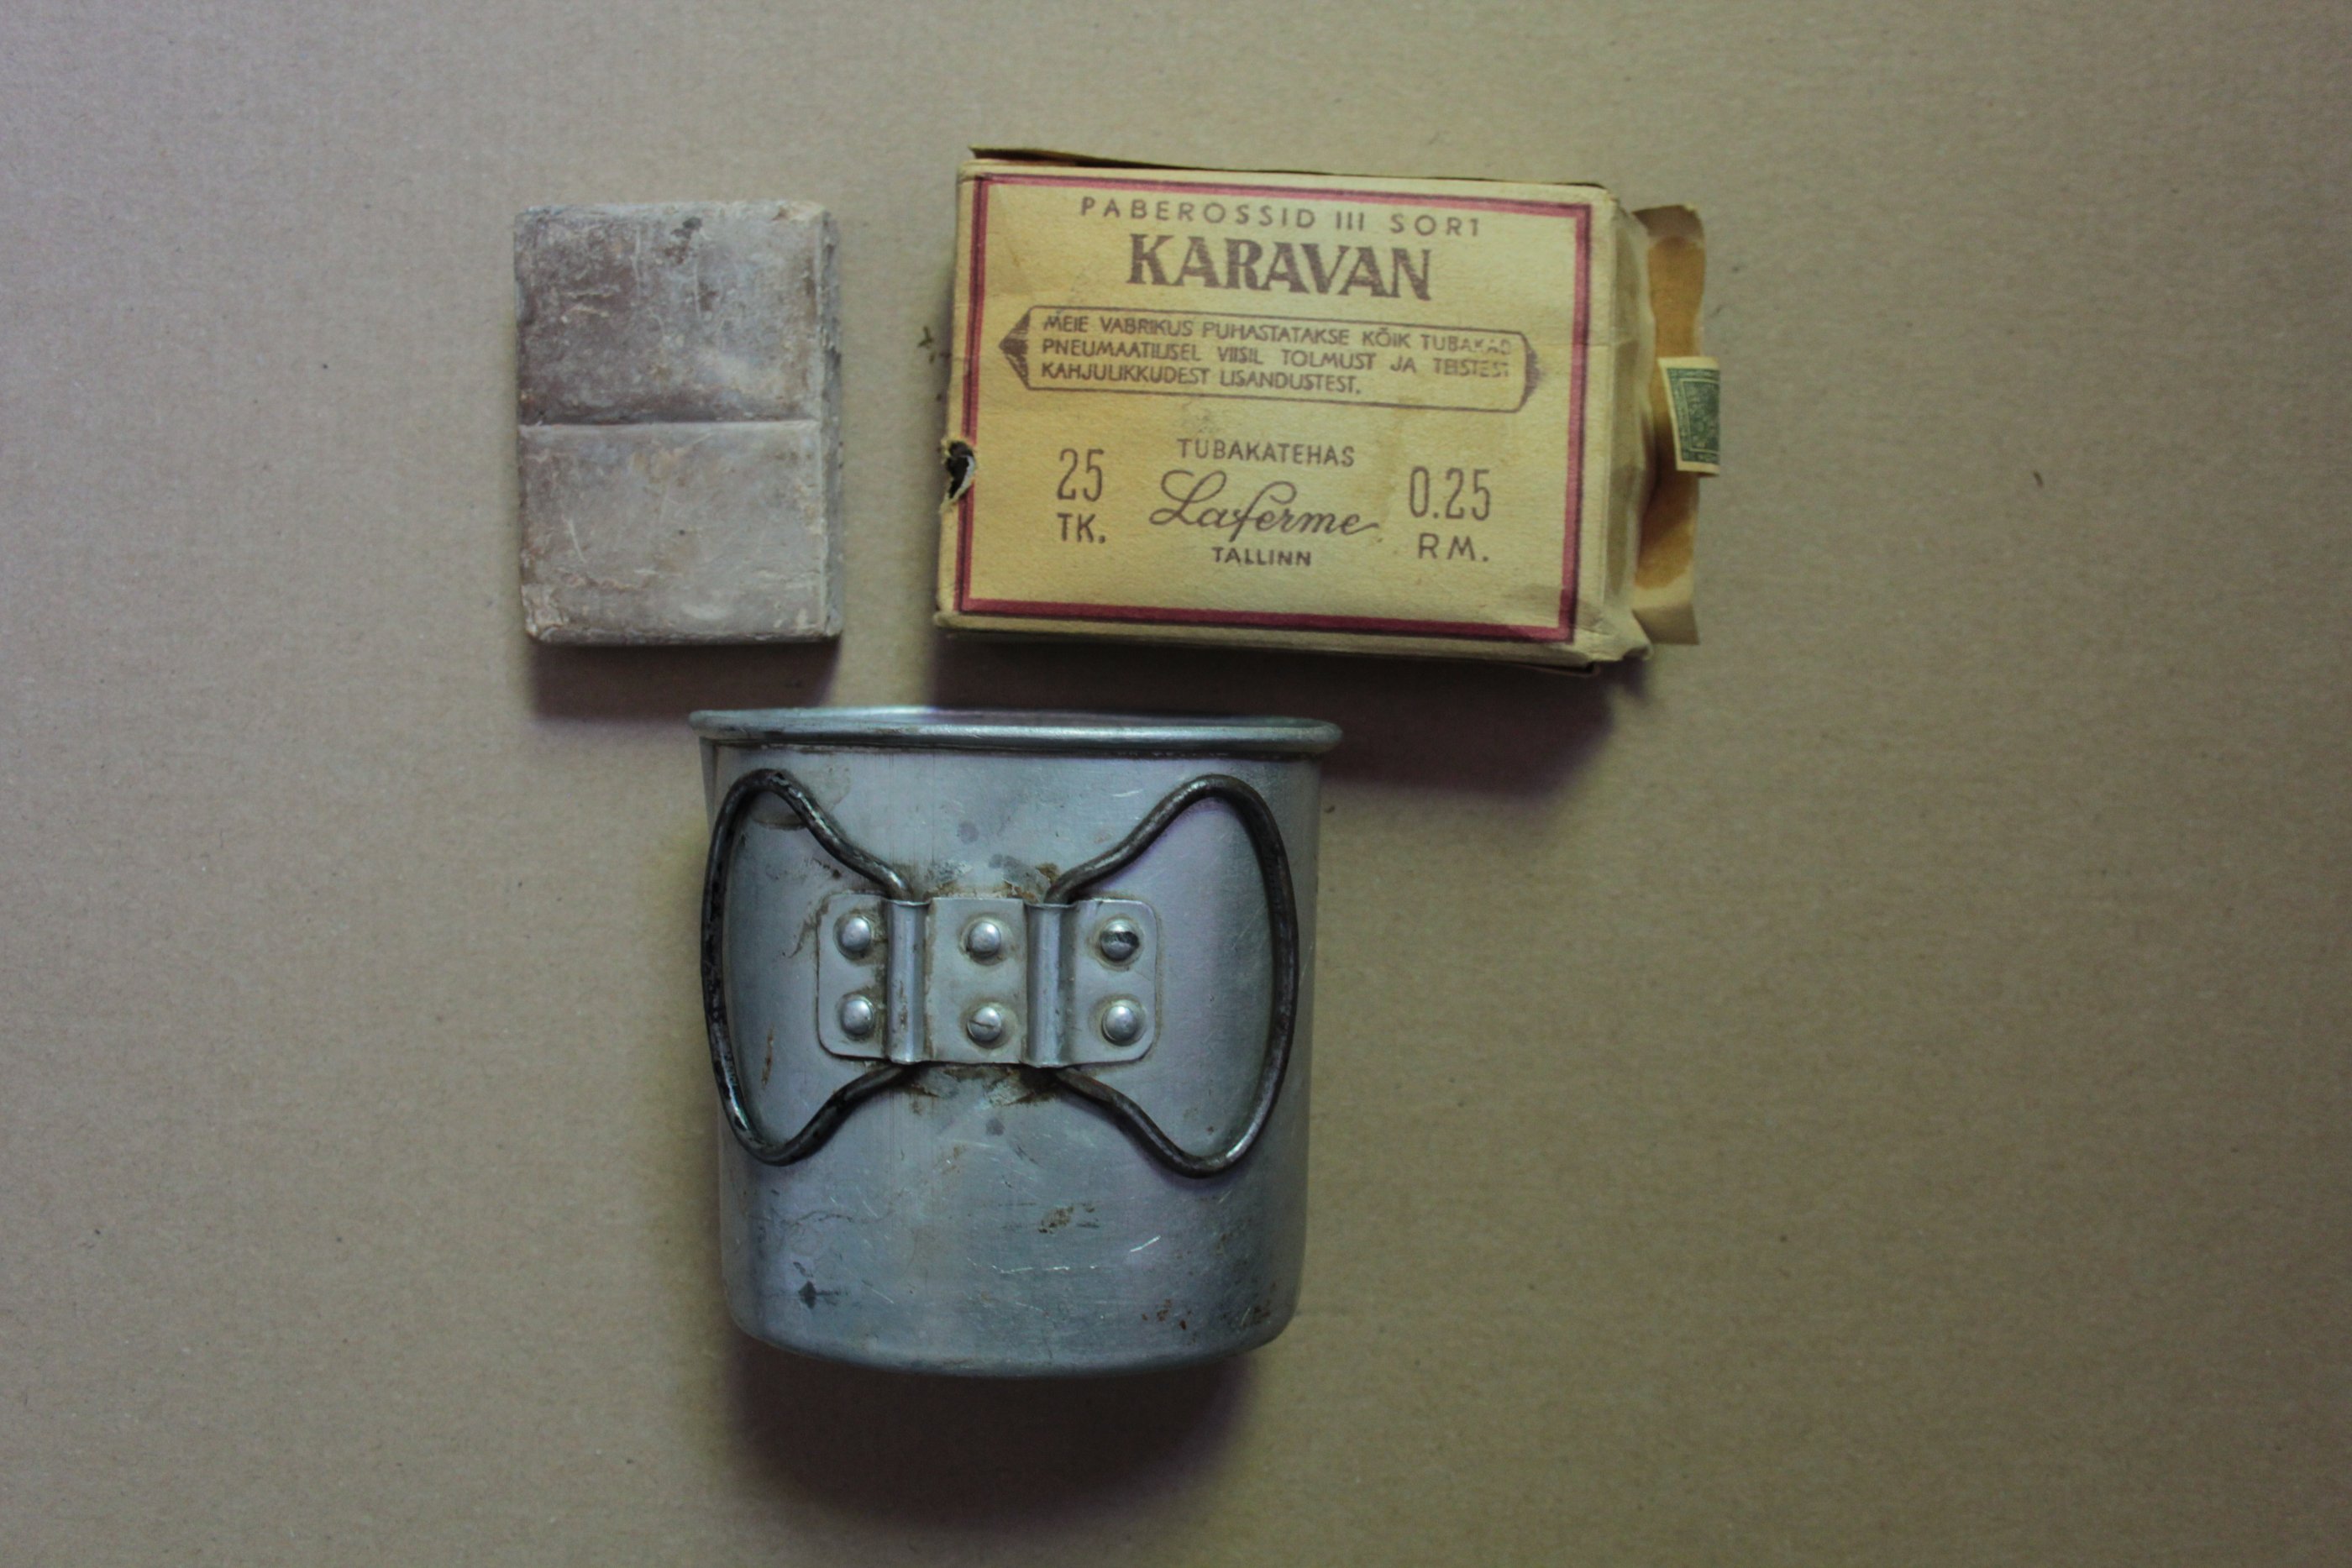 PABEROSSID III SORT
KARAVAN
MEIE VABRIKUS PUHASTATAKSE KÕIK TUBAKAD
PNEUMAATILISEL VIISIL TOLMUST JA TEISTEST
KAHJULIKKUDEST LISANDUSTEST.
25
TK.
TUBAKATEHAS
Laferme
TALLINN
0.25
RM.